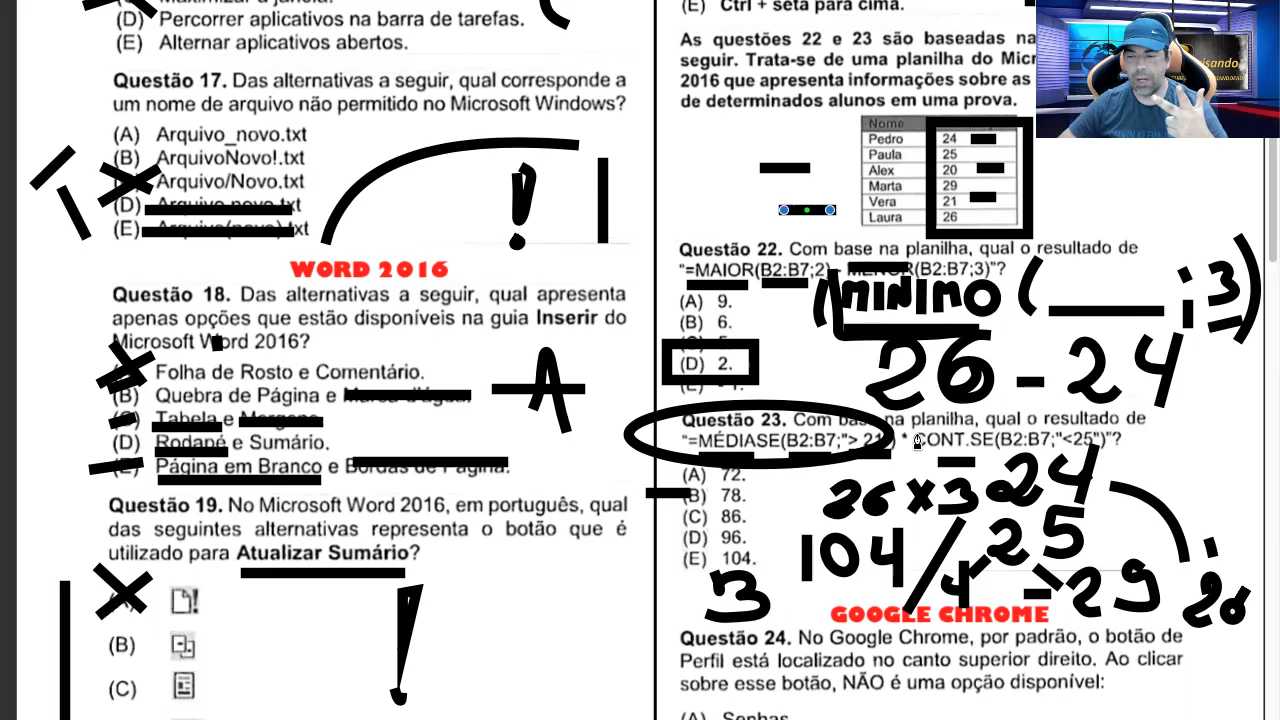 (D) Percorrer aplicativos na barra de tarefas.
(E) Alternar aplicativos abertos.
Questão 17. Das alternativas a seguir, qual corresponde a
um nome de arquivo não permitido no Microsoft Windows?
(A) Arquivo_novo.txt
(B) ArquivoNovo!.txt
Arquivo/Novo.txt
(D)
(E)
WORD 2016
Questão 18. Das alternativas a seguir, qual apresenta
apenas opções que estão disponíveis na guia Inserir do
Microsoft Word 2016?
Folha de Rosto e Comentário.
(B) Quebra de Página e
Tabela e
(D) Rodapé e Sumário.
Página em Branco e
A
Questão 19. No Microsoft Word 2016, em português, qual
das seguintes alternativas representa o botão que é
utilizado para Atualizar Sumário?
(B)
(C)
(E) Ctrl + seta para cima.
As questões 22 e 23 são baseadas na
seguir. Trata-se de uma planilha do
2016 que apresenta informações sobre as
de determinados alunos em uma prova.
Nome
Pedro 24
Paula 25
Alex 20
Marta 29
Vera 21
Laura 26
Questão 22. Com base na planilha, qual o resultado de
"=MAIOR(B2:B7;2) - MENOR(B2:B7;3)"?
(A) 9.
(B) 6.
(D) 2.
MINIMO ( ; 3)
26 - 24
Questão 23. Com base na planilha, qual o resultado de
"=MÉDIASE(B2:B7;">21") * CONT.SE(B2:B7;"<25")"?
(A) 72.
(B) 78.
(C) 86.
(D) 96.
(E) 104.
26 x 3
24
25
29
26
104/4
3
GOOGLE CHROME
Questão 24. No Google Chrome, por padrão, o botão de
Perfil está localizado no canto superior direito. Ao clicar
sobre esse botão, NÃO é uma opção disponível:
(A) Senhas